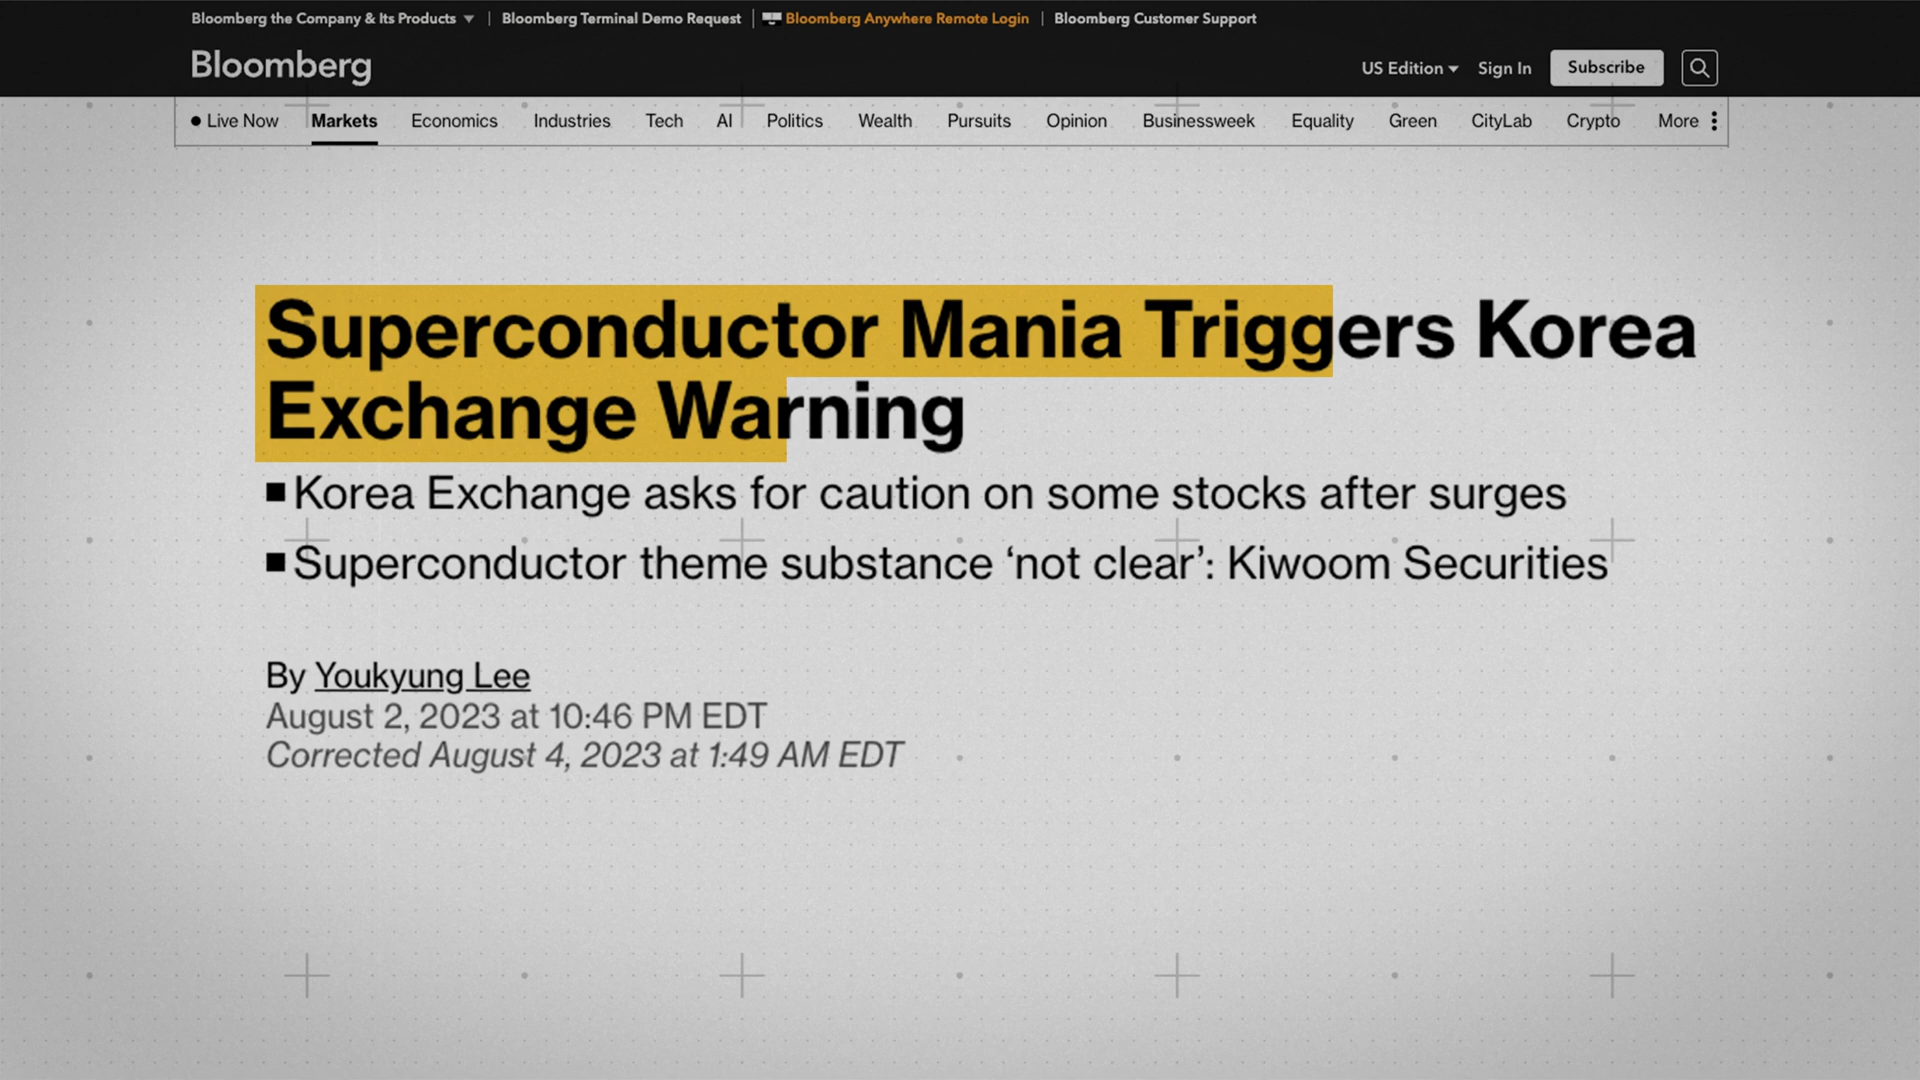 Bloomberg the Company & Its Products | Bloomberg Terminal Demo Request | Bloomberg Anywhere Remote Login | Bloomberg Customer Support
Bloomberg
US Edition Sign In Subscribe
Live Now Markets Economics Industries Tech AI Politics Wealth Pursuits Opinion Businessweek Equality Green CityLab Crypto More
Superconductor Mania Triggers Korea
Exchange Warning
Korea Exchange asks for caution on some stocks after surges
Superconductor theme substance ‘not clear’: Kiwoom Securities
By Youkyung Lee
August 2, 2023 at 10:46 PM EDT
Corrected August 4, 2023 at 1:49 AM EDT